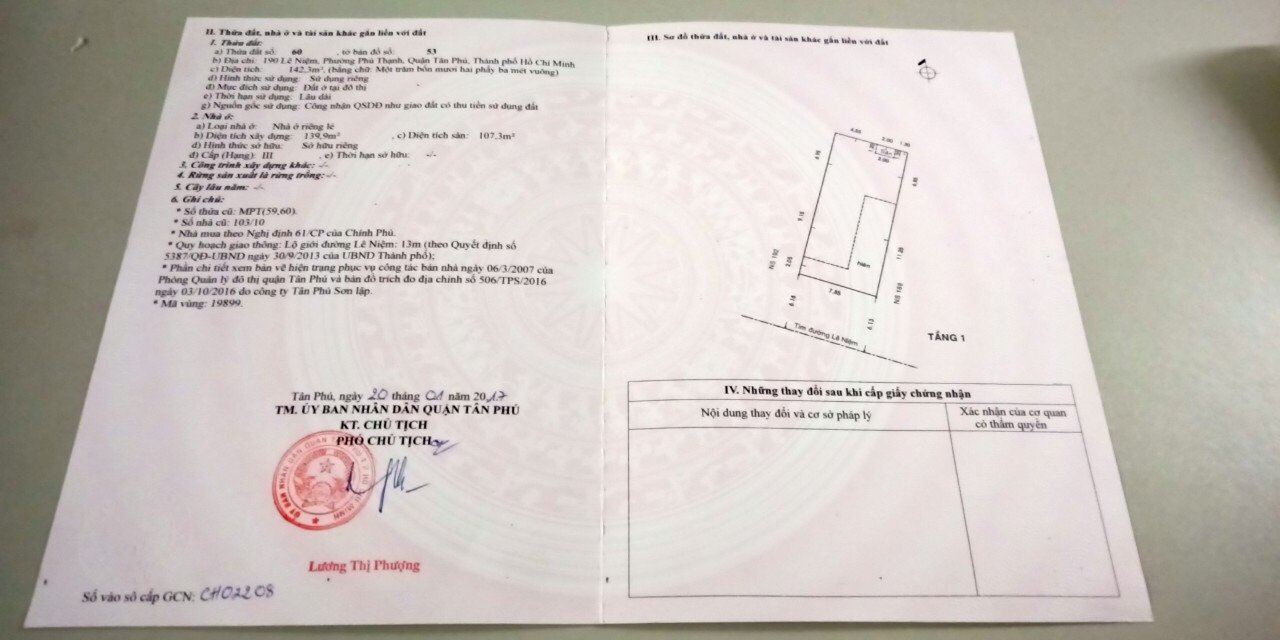 II. Thửa đất, nhà ở và tài sản khác gắn liền với đất
1. Thửa đất:
a) Thửa đất số: 60 , tờ bản đồ số: 53
b) Địa chỉ: 190 Lê Niệm, Phường Phú Thạnh, Quận Tân Phú, Thành phố Hồ Chí Minh
c) Diện tích: 142,3m², (bằng chữ: Một trăm bốn mươi hai phẩy ba mét vuông)
d) Hình thức sử dụng: Sử dụng riêng
đ) Mục đích sử dụng: Đất ở tại đô thị
e) Thời hạn sử dụng: Lâu dài
g) Nguồn gốc sử dụng: Công nhận QSDĐ như giao đất có thu tiền sử dụng đất
2. Nhà ở:
a) Loại nhà ở: Nhà ở riêng lẻ
b) Diện tích xây dựng: 139,9m² , c) Diện tích sàn: 107,3m²
d) Hình thức sở hữu: Sở hữu riêng
đ) Cấp (Hạng): III , e) Thời hạn sở hữu: -/-
3. Công trình xây dựng khác: -/-
4. Rừng sản xuất là rừng trồng:-/-
5. Cây lâu năm: -/-
6. Ghi chú:
* Số thửa cũ: MPT(59,60).
* Số nhà cũ: 103/10
* Nhà mua theo Nghị định 61/CP của Chính Phủ.
* Quy hoạch giao thông: Lộ giới đường Lê Niệm: 13m (theo Quyết định số
5387/QĐ-UBND ngày 30/9/2013 của UBND Thành phố);
* Phần chi tiết xem bản vẽ hiện trạng phục vụ công tác bán nhà ngày 06/3/2007 của
Phòng Quản lý đô thị quận Tân Phú và bản đồ trích đo địa chính số 506/TPS/2016
ngày 03/10/2016 do công ty Tân Phú Sơn lập.
* Mã vùng: 19899.
Tân Phú, ngày 20 tháng 01 năm 2017
TM. ỦY BAN NHÂN DÂN QUẬN TÂN PHÚ
KT. CHỦ TỊCH
PHÓ CHỦ TỊCH
Lương Thị Phượng
Số vào sổ cấp GCN: CH02208
III. Sơ đồ thửa đất, nhà ở và tài sản khác gắn liền với đất
4.55 2.00 1.30
Hiên
2.00
4.95
4.85
9.15
11.35
Hiên
NS 192
2.05
NS 188
7.85
6.16
6.13
Tim đường Lê Niệm
TẦNG 1
IV. Những thay đổi sau khi cấp giấy chứng nhận
Nội dung thay đổi và cơ sở pháp lý
Xác nhận của cơ quan
có thẩm quyền